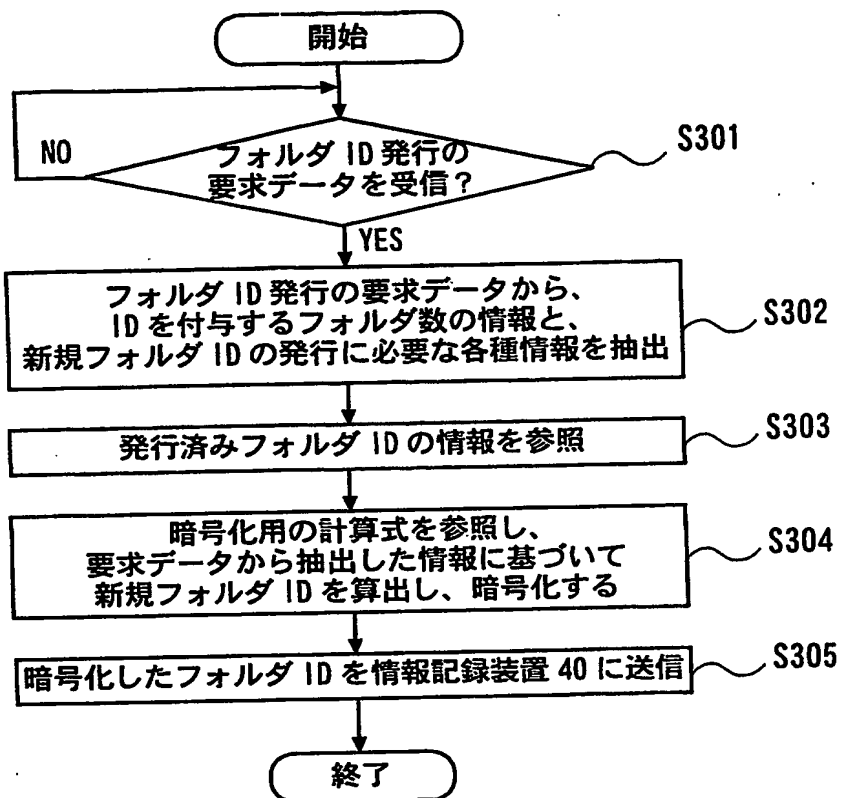 開始
NO
フォルダ ID 発行の
要求データを受信？
S301
YES
フォルダ ID 発行の要求データから、
ID を付与するフォルダ数の情報と、
新規フォルダ ID の発行に必要な各種情報を抽出
S302
発行済みフォルダ ID の情報を参照
S303
暗号化用の計算式を参照し、
要求データから抽出した情報に基づいて
新規フォルダ ID を算出し、暗号化する
S304
暗号化したフォルダ ID を情報記録装置 40 に送信
S305
終了